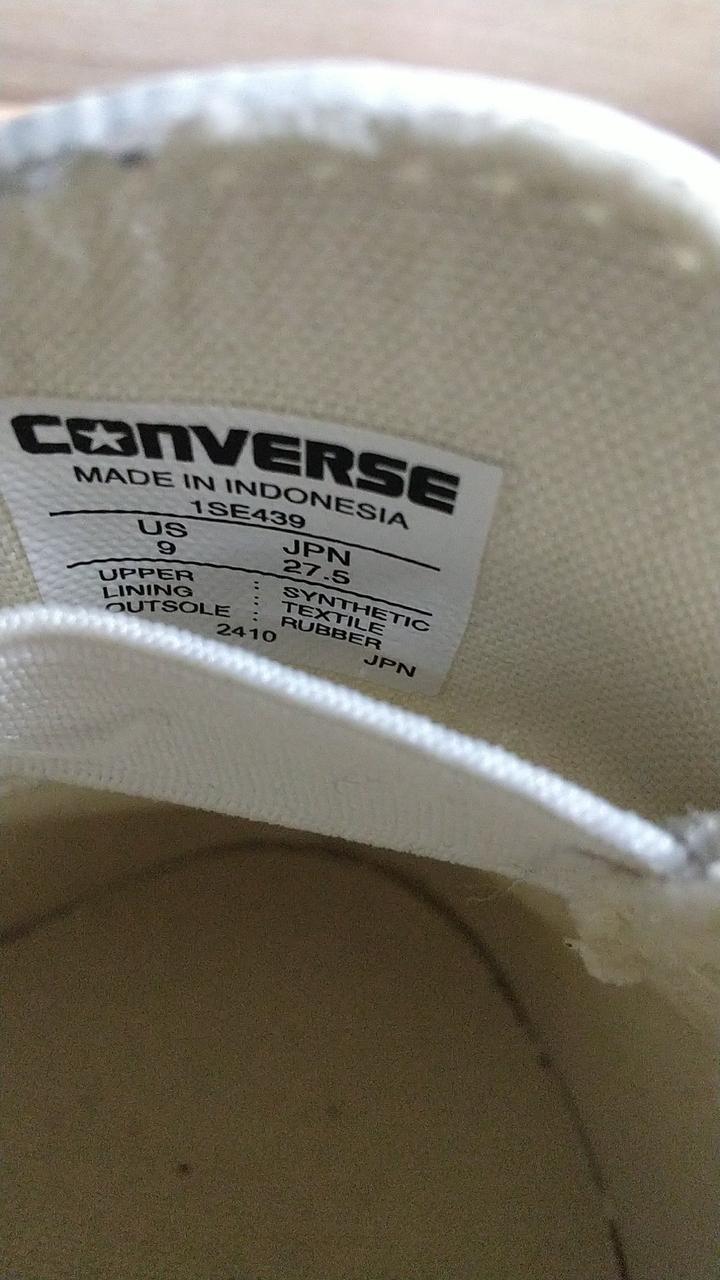 CONVERSE
MADE IN INDONESIA
1SE439
US JPN
9 27.5
UPPER : SYNTHETIC
LINING : TEXTILE
OUTSOLE : RUBBER
2410
JPN